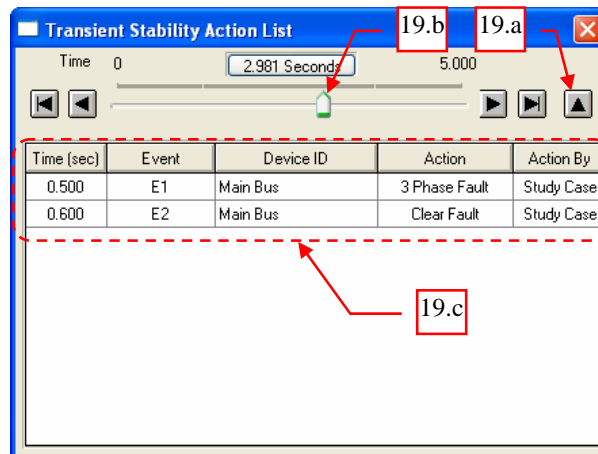 Transient Stability Action List
19.b
19.a
Time 0 2.981 Seconds 5.000
Time (sec) Event Device ID Action Action By
0.500 E1 Main Bus 3 Phase Fault Study Case
0.600 E2 Main Bus Clear Fault Study Case
19.c